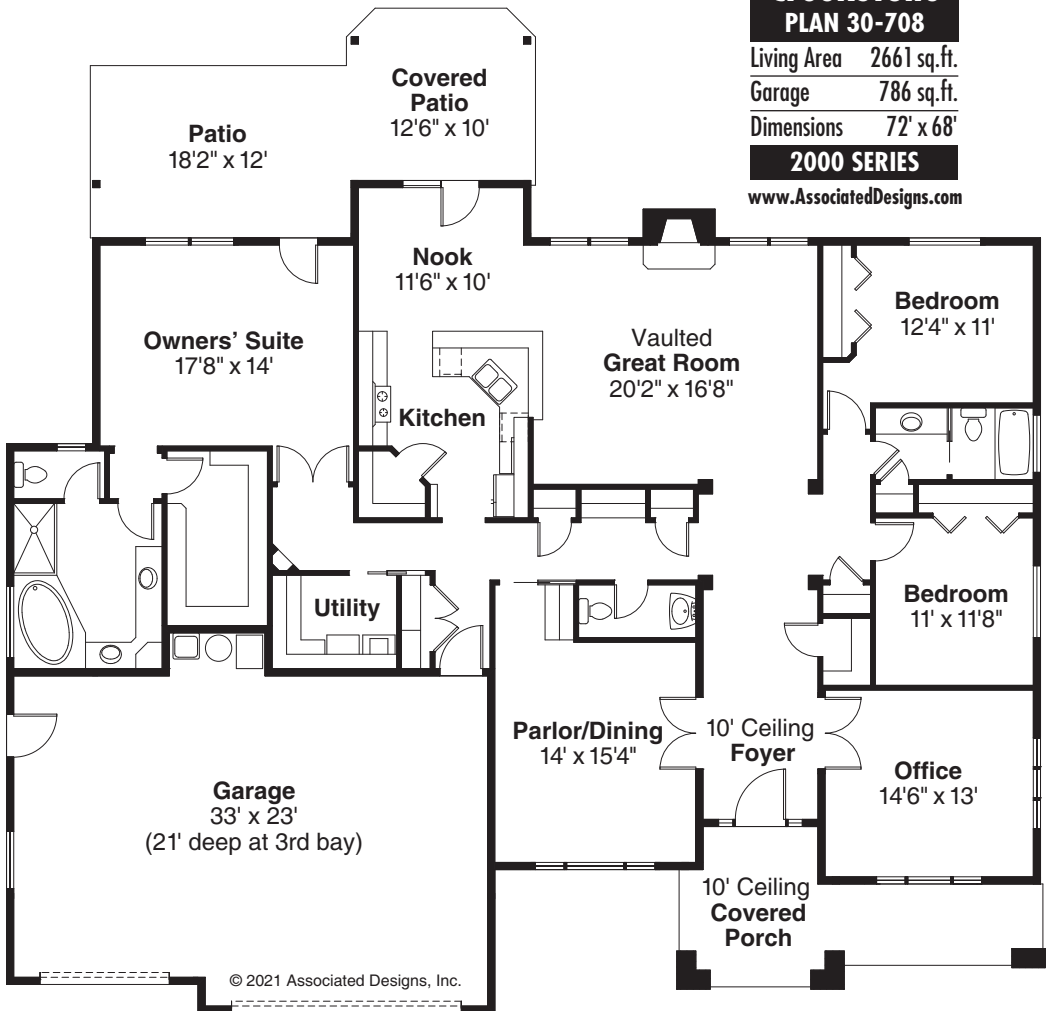 PLAN 30-708
Living Area 2661 sq.ft.
Garage 786 sq.ft.
Dimensions 72' x 68'
2000 SERIES
www.AssociatedDesigns.com
Covered
Patio
12'6" x 10'
Patio
18'2" x 12'
Nook
11'6" x 10'
Bedroom
12'4" x 11'
Owners' Suite
17'8" x 14'
Vaulted
Great Room
20'2" x 16'8"
Kitchen
Utility
Bedroom
11' x 11'8"
Parlor/Dining
14' x 15'4"
10' Ceiling
Foyer
Office
14'6" x 13'
Garage
33' x 23'
(21' deep at 3rd bay)
10' Ceiling
Covered
Porch
© 2021 Associated Designs, Inc.